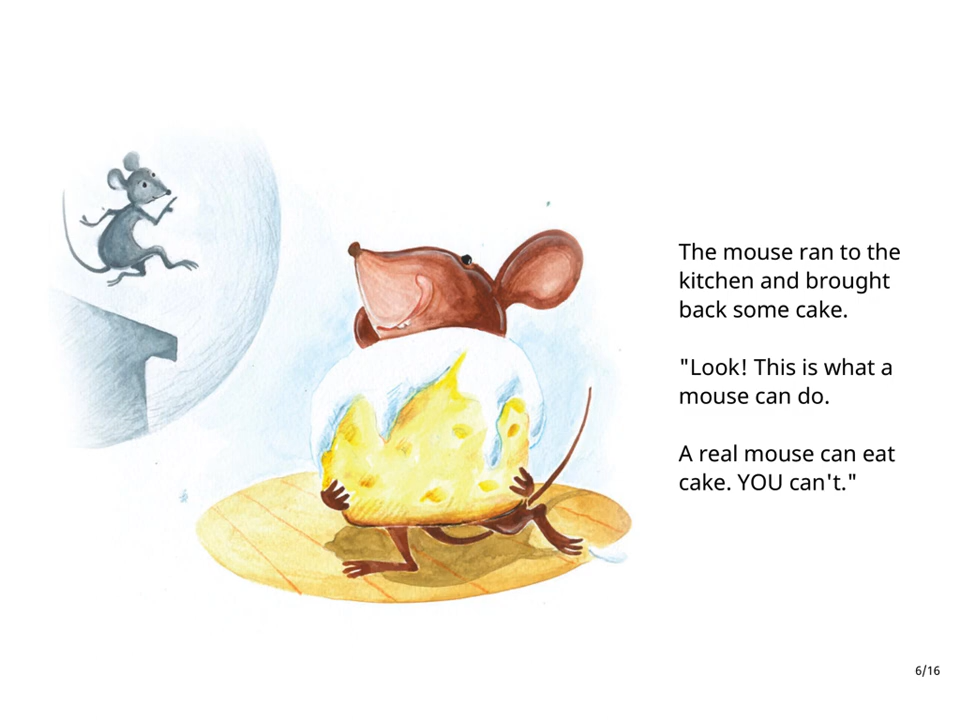 The mouse ran to the
kitchen and brought
back some cake.
"Look! This is what a
mouse can do.
A real mouse can eat
cake. YOU can't."
6/16